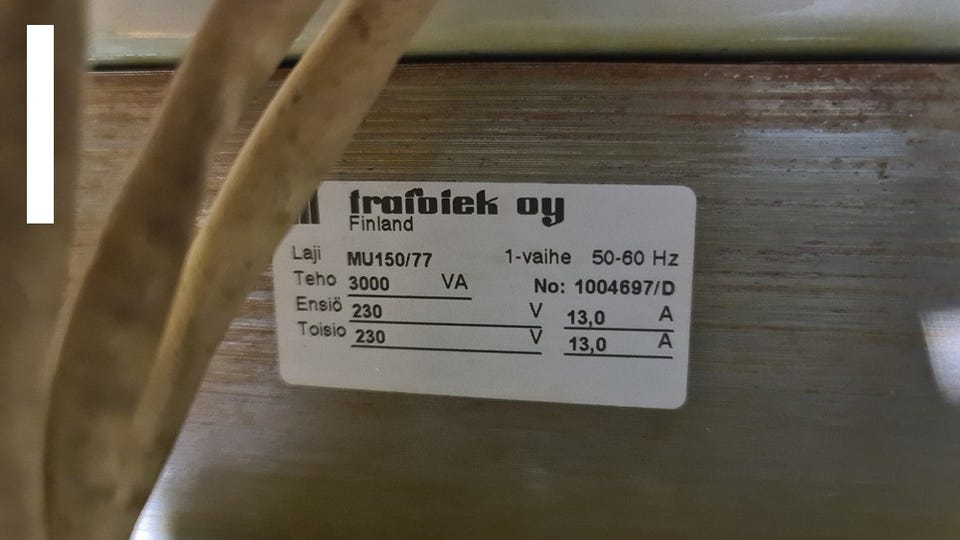 trafotek oy
Finland
Laji MU150/77 1-vaihe 50-60 Hz
Teho 3000 VA No: 1004697/D
Ensiö 230 V 13,0 A
Toisio 230 V 13,0 A